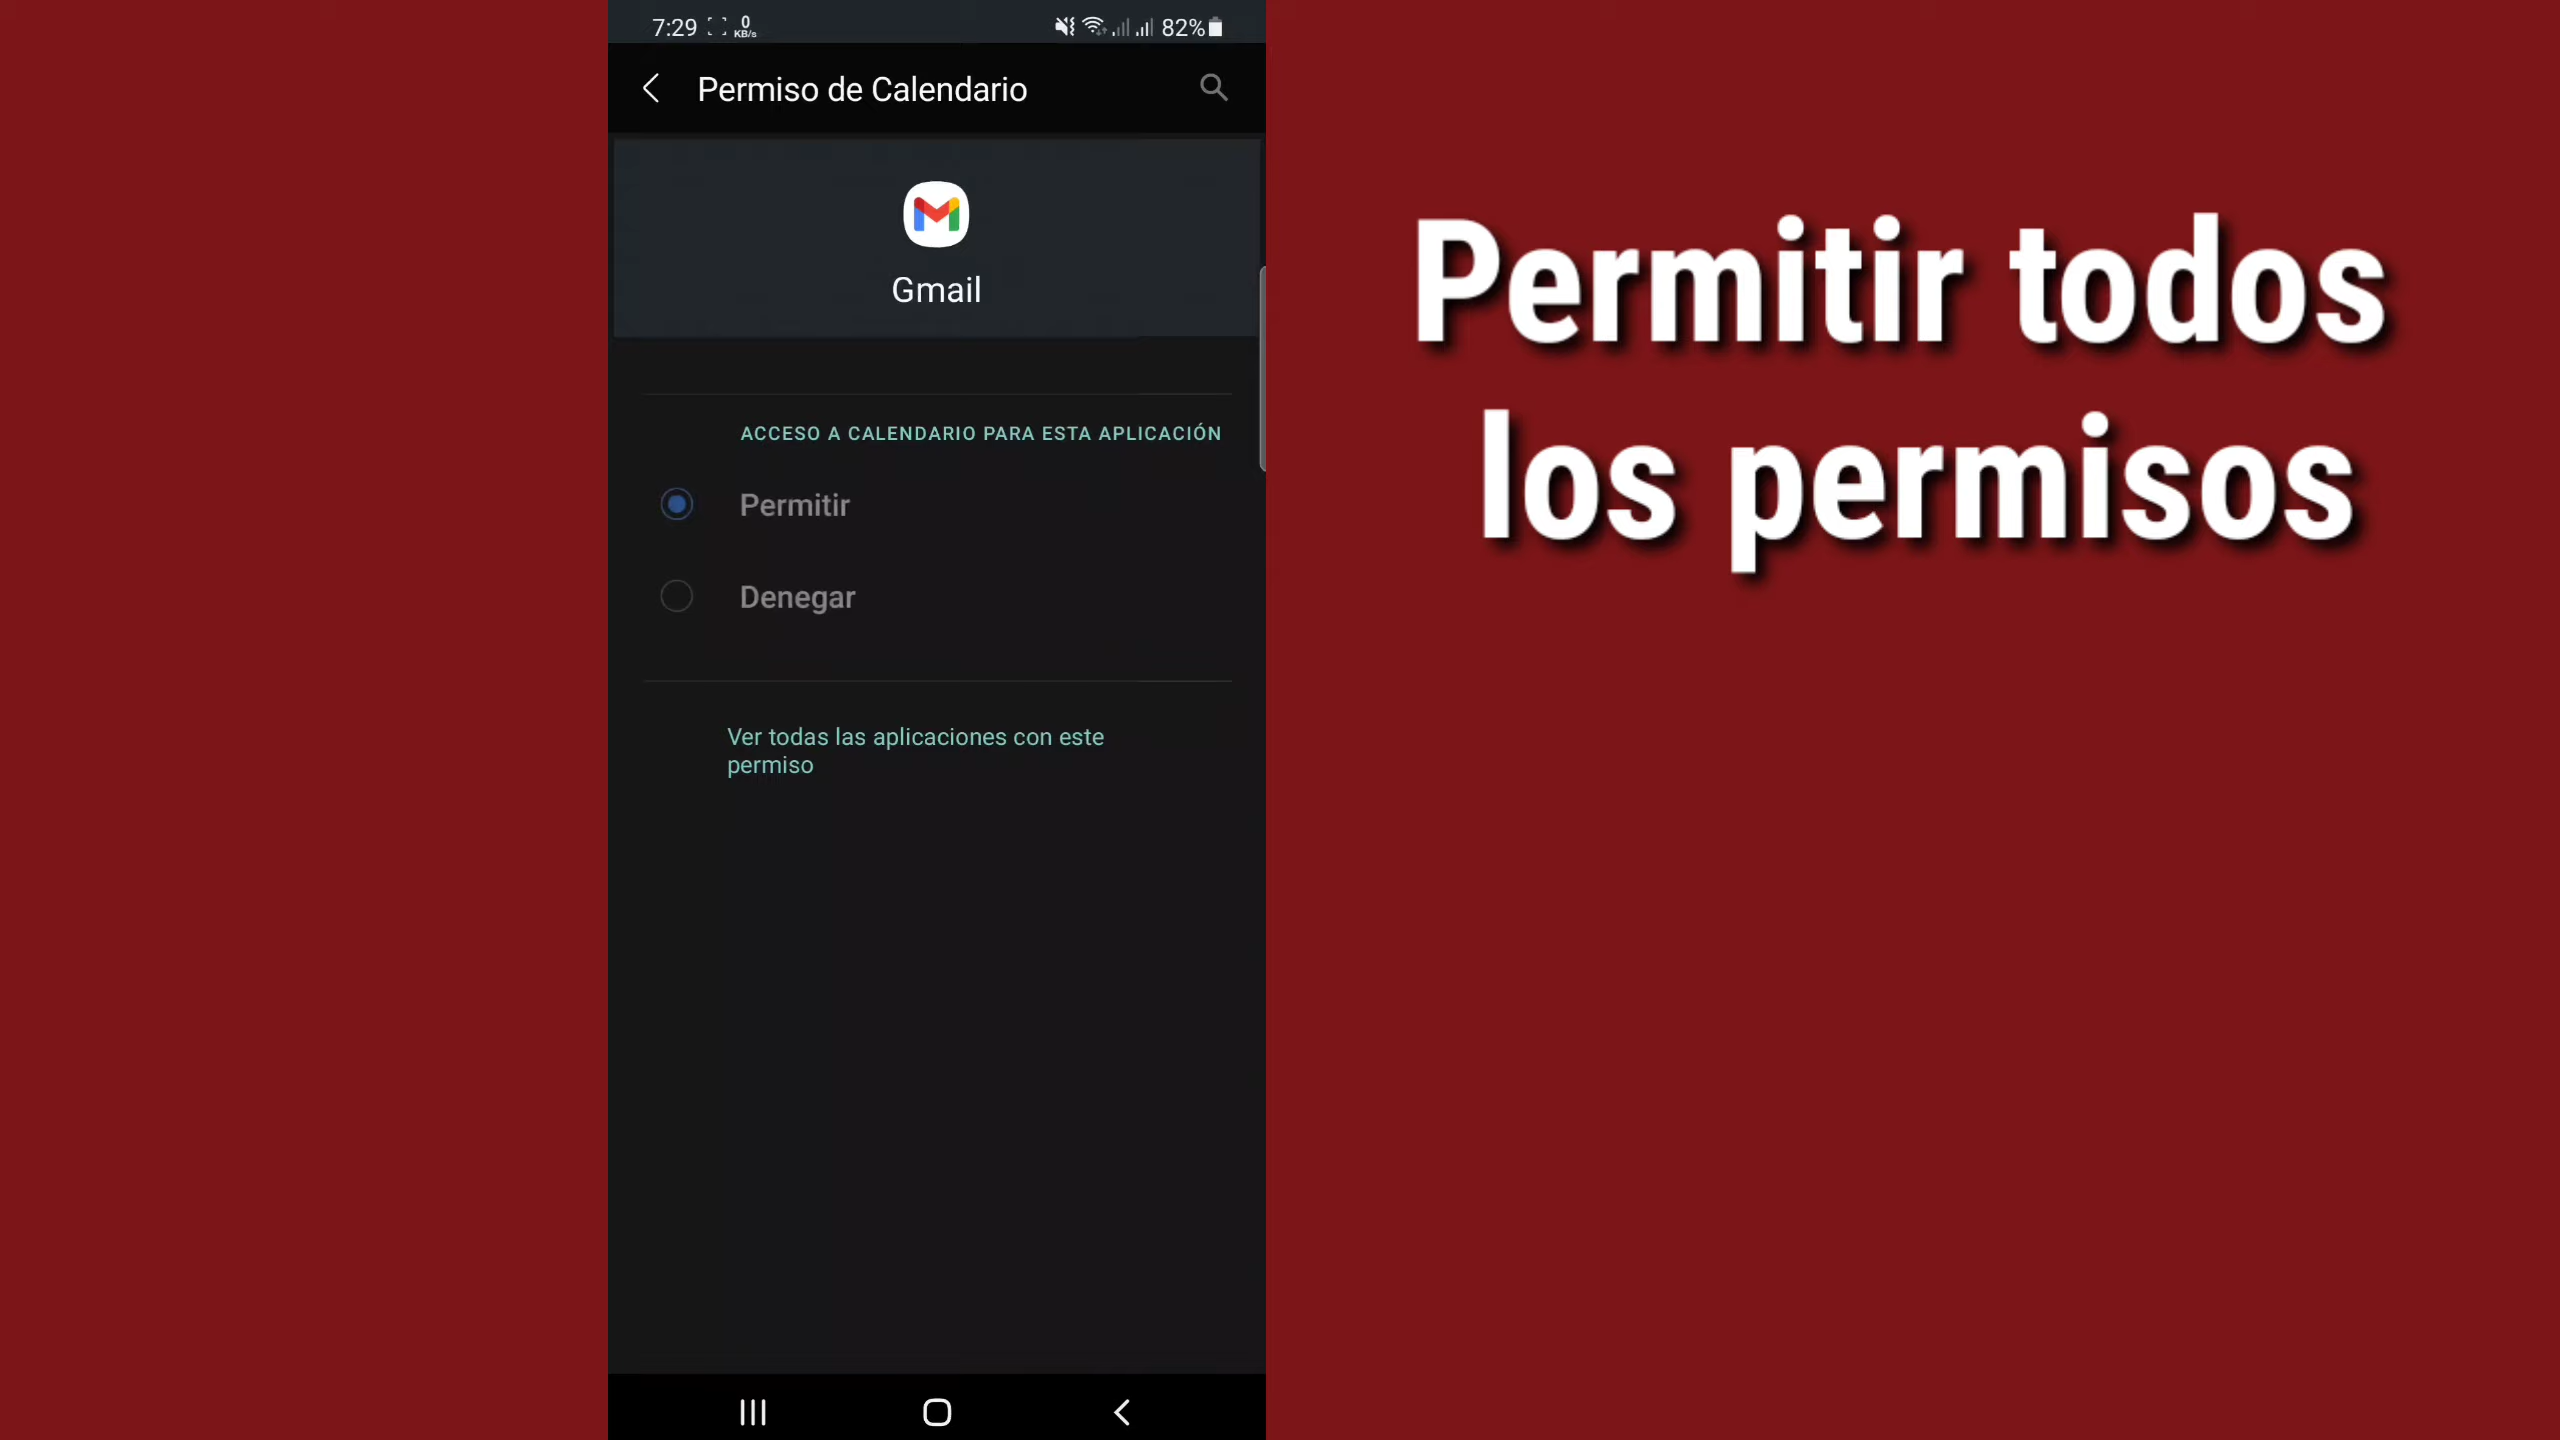 7:29 0 KB/s 82%
Permiso de Calendario
Gmail
ACCESO A CALENDARIO PARA ESTA APLICACIÓN
Permitir
Denegar
Ver todas las aplicaciones con este
permiso
Permitir todos
los permisos